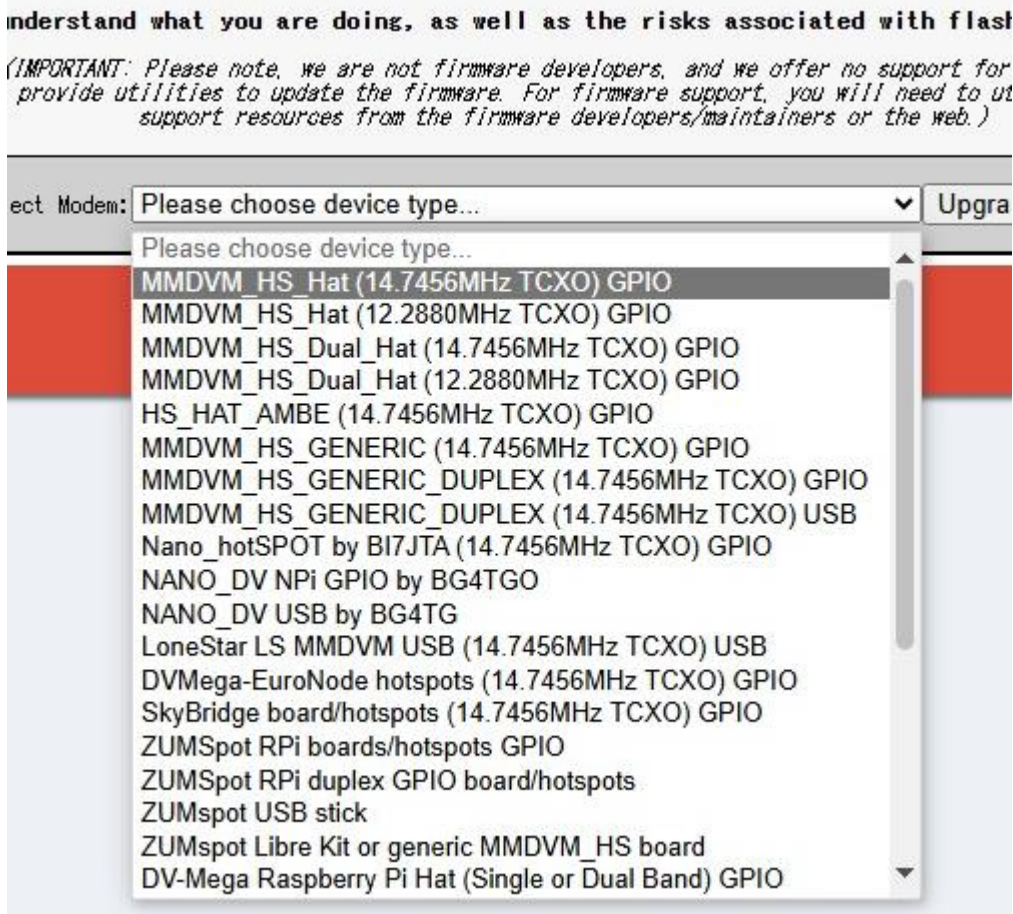 understand what you are doing, as well as the risks associated with flash
(IMPORTANT: Please note, we are not firmware developers, and we offer no support for
provide utilities to update the firmware. For firmware support, you will need to ut
support resources from the firmware developers/maintainers or the web.)
ect Modem: Please choose device type... Upgra
Please choose device type...
MMDVM_HS_Hat (14.7456MHz TCXO) GPIO
MMDVM_HS_Hat (12.2880MHz TCXO) GPIO
MMDVM_HS_Dual_Hat (14.7456MHz TCXO) GPIO
MMDVM_HS_Dual_Hat (12.2880MHz TCXO) GPIO
HS_HAT_AMBE (14.7456MHz TCXO) GPIO
MMDVM_HS_GENERIC (14.7456MHz TCXO) GPIO
MMDVM_HS_GENERIC_DUPLEX (14.7456MHz TCXO) GPIO
MMDVM_HS_GENERIC_DUPLEX (14.7456MHz TCXO) USB
Nano_hotSPOT by BI7JTA (14.7456MHz TCXO) GPIO
NANO_DV NPi GPIO by BG4TGO
NANO_DV USB by BG4TG
LoneStar LS MMDVM USB (14.7456MHz TCXO) USB
DVMega-EuroNode hotspots (14.7456MHz TCXO) GPIO
SkyBridge board/hotspots (14.7456MHz TCXO) GPIO
ZUMSpot RPi boards/hotspots GPIO
ZUMSpot RPi duplex GPIO board/hotspots
ZUMspot USB stick
ZUMspot Libre Kit or generic MMDVM_HS board
DV-Mega Raspberry Pi Hat (Single or Dual Band) GPIO